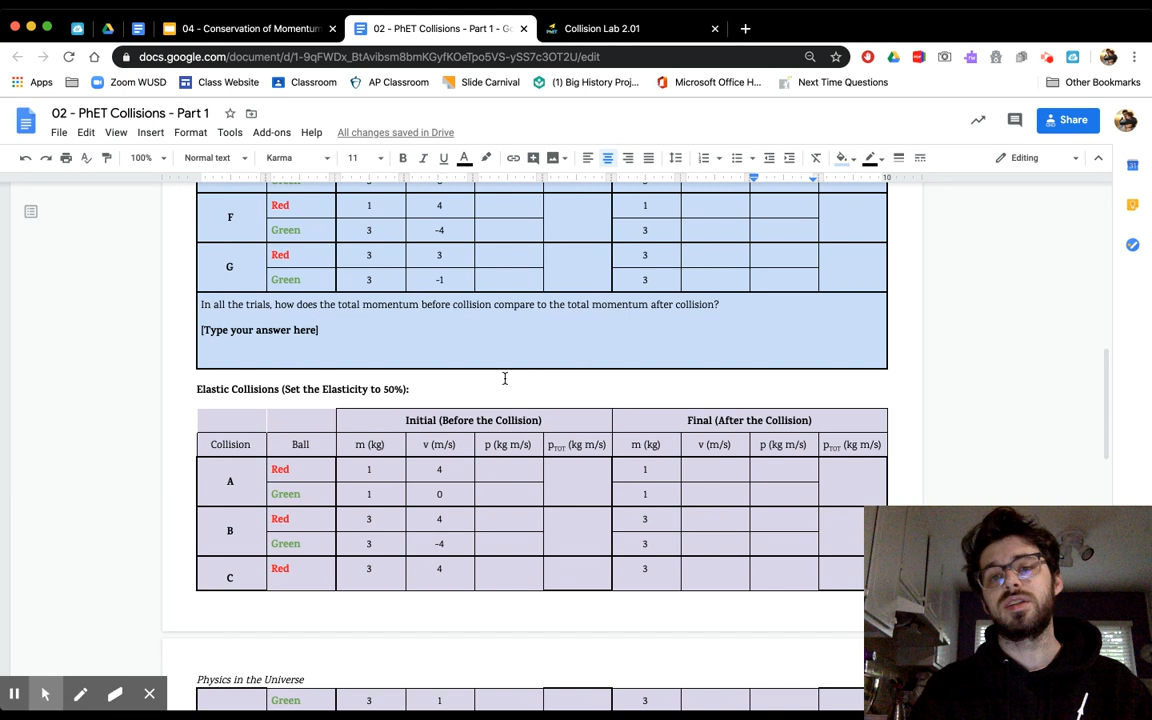 04 - Conservation of Momentum
02 - PhET Collisions - Part 1 - Go
Collision Lab 2.01
docs.google.com/document/d/1-9qFWDx_BtAvibsm8bmKGyfKOeTpo5VS-ySS7c3OT2U/edit
Apps Zoom WUSD Class Website Classroom AP Classroom Slide Carnival (1) Big History Proj... Microsoft Office H... Next Time Questions Other Bookmarks
02 - PhET Collisions - Part 1
Share
File Edit View Insert Format Tools Add-ons Help All changes saved in Drive
100% Normal text Karma 11 B I U A Editing
10
F Red 1 4 1
Green 3 -4 3
G Red 3 3 3
Green 3 -1 3
In all the trials, how does the total momentum before collision compare to the total momentum after collision?
[Type your answer here]
Elastic Collisions (Set the Elasticity to 50%):
Initial (Before the Collision) Final (After the Collision)
Collision Ball m (kg) v (m/s) p (kg m/s) pTOT (kg m/s) m (kg) v (m/s) p (kg m/s) pTOT (kg m/s)
A Red 1 4 1
Green 1 0 1
B Red 3 4 3
Green 3 -4 3
C Red 3 4 3
Physics in the Universe
Green 3 1 3